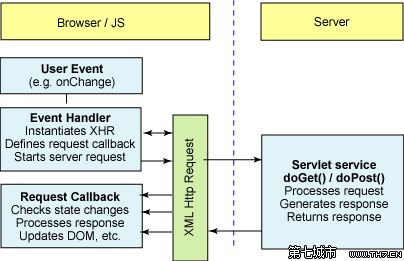 Browser / JS
Server
User Event
(e.g. onChange)
Event Handler
Instantiates XHR
Defines request callback
Starts server request
XML Http Request
Servlet service
doGet() / doPost()
Processes request
Generates response
Returns response
Request Callback
Checks state changes
Processes response
Updates DOM, etc.
第七城市
www.th7.cn